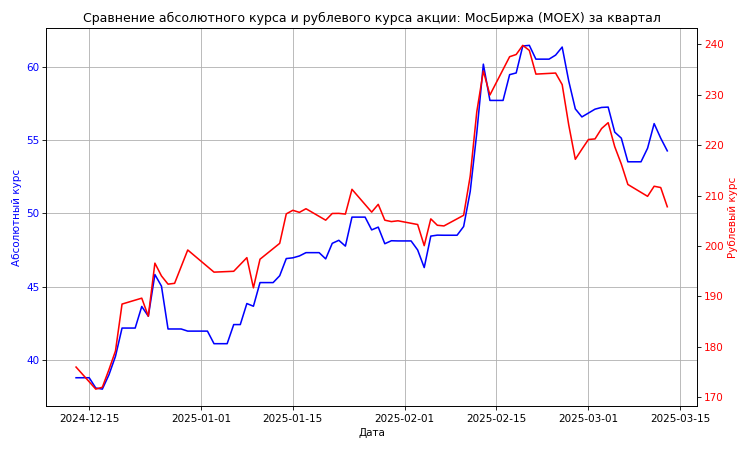 Сравнение абсолютного курса и рублевого курса акции: МосБиржа (MOEX) за квартал
Абсолютный курс
60
55
50
45
40
240
230
220
210
200
190
180
170
Рублевый курс
2024-12-15 2025-01-01 2025-01-15 2025-02-01 2025-02-15 2025-03-01 2025-03-15
Дата